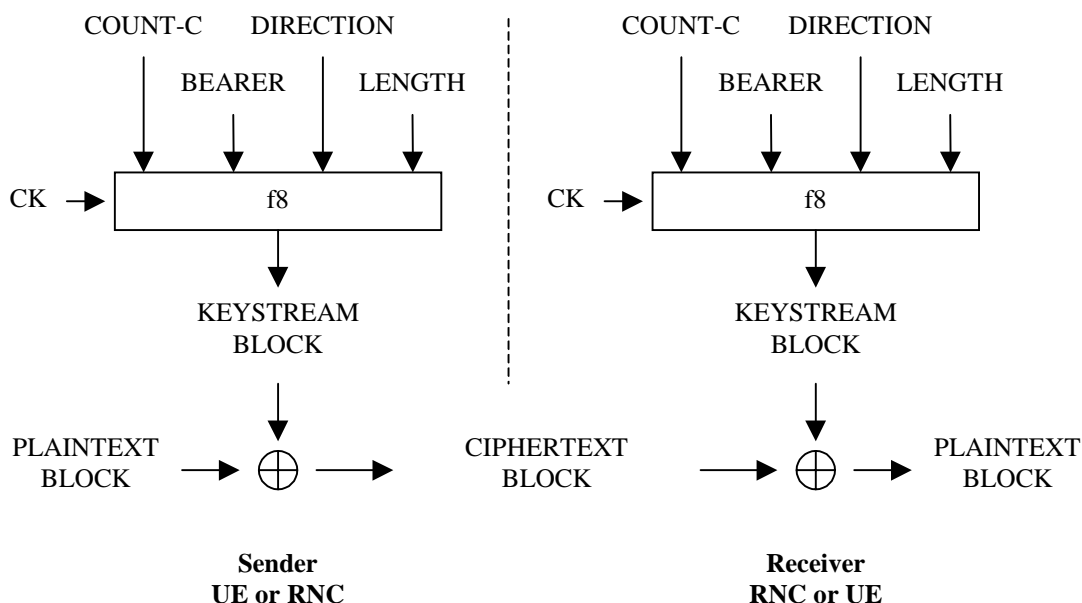 COUNT-C DIRECTION COUNT-C DIRECTION
BEARER LENGTH BEARER LENGTH
CK f8 CK f8
KEYSTREAM KEYSTREAM
BLOCK BLOCK
PLAINTEXT CIPHERTEXT PLAINTEXT
BLOCK BLOCK BLOCK
Sender Receiver
UE or RNC RNC or UE